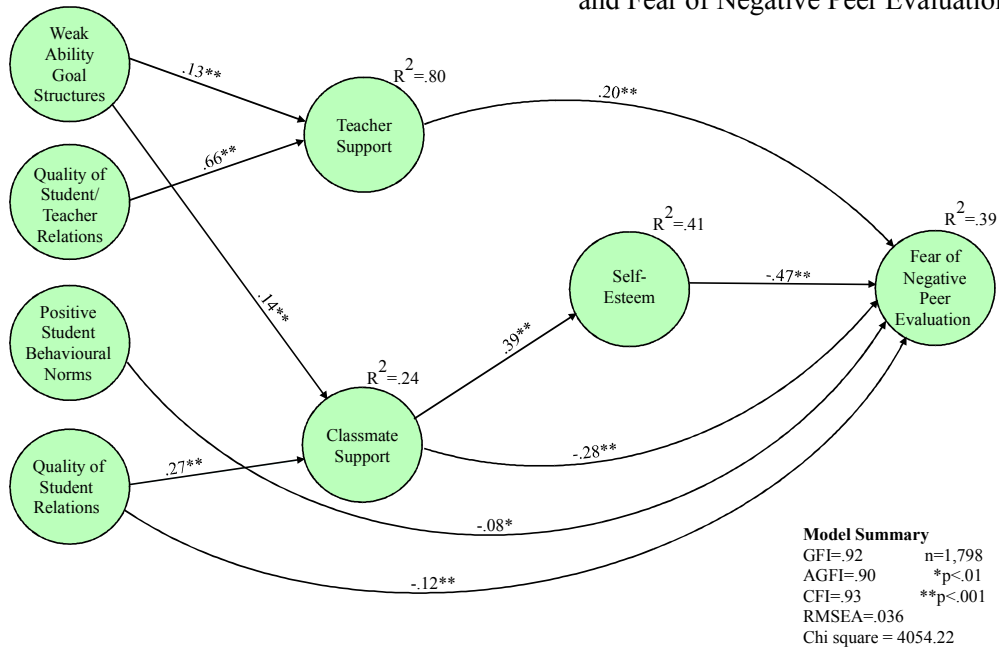 and Fear of Negative Peer Evaluation
Weak
Ability
Goal
Structures
.13**
R²=.80
Teacher
Support
.20**
.66**
Quality of
Student/
Teacher
Relations
R²=.41
Self-
Esteem
-.47**
R²=.39
Fear of
Negative
Peer
Evaluation
.14**
Positive
Student
Behavioural
Norms
.39**
R²=.24
Classmate
Support
-.28**
Quality of
Student
Relations
.27**
-.08*
-.12**
Model Summary
GFI=.92 n=1,798
AGFI=.90 *p<.01
CFI=.93 **p<.001
RMSEA=.036
Chi square = 4054.22